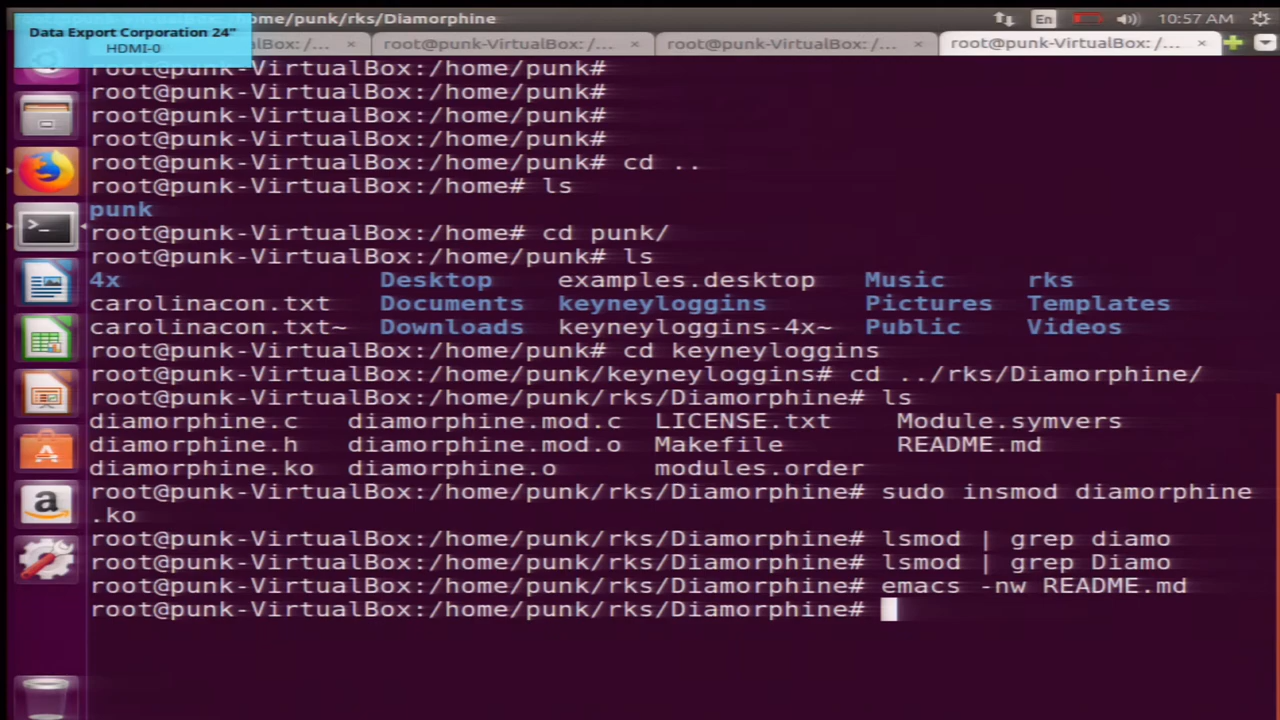 /home/punk/rks/Diamorphine
En
10:57 AM
Data Export Corporation 24"
HDMI-0
: /... ×
root@punk-VirtualBox: /... ×
root@punk-VirtualBox: /... ×
root@punk-VirtualBox: /... ×
root@punk-VirtualBox:/home/punk#
root@punk-VirtualBox:/home/punk#
root@punk-VirtualBox:/home/punk#
root@punk-VirtualBox:/home/punk#
root@punk-VirtualBox:/home/punk# cd ..
root@punk-VirtualBox:/home# ls
punk
root@punk-VirtualBox:/home# cd punk/
root@punk-VirtualBox:/home/punk# ls
4x Desktop examples.desktop Music rks
carolinacon.txt Documents keyneyloggins Pictures Templates
carolinacon.txt~ Downloads keyneyloggins-4x~ Public Videos
root@punk-VirtualBox:/home/punk# cd keyneyloggins
root@punk-VirtualBox:/home/punk/keyneyloggins# cd ../rks/Diamorphine/
root@punk-VirtualBox:/home/punk/rks/Diamorphine# ls
diamorphine.c diamorphine.mod.c LICENSE.txt Module.symvers
diamorphine.h diamorphine.mod.o Makefile README.md
diamorphine.ko diamorphine.o modules.order
root@punk-VirtualBox:/home/punk/rks/Diamorphine# sudo insmod diamorphine
.ko
root@punk-VirtualBox:/home/punk/rks/Diamorphine# lsmod | grep diamo
root@punk-VirtualBox:/home/punk/rks/Diamorphine# lsmod | grep Diamo
root@punk-VirtualBox:/home/punk/rks/Diamorphine# emacs -nw README.md
root@punk-VirtualBox:/home/punk/rks/Diamorphine#